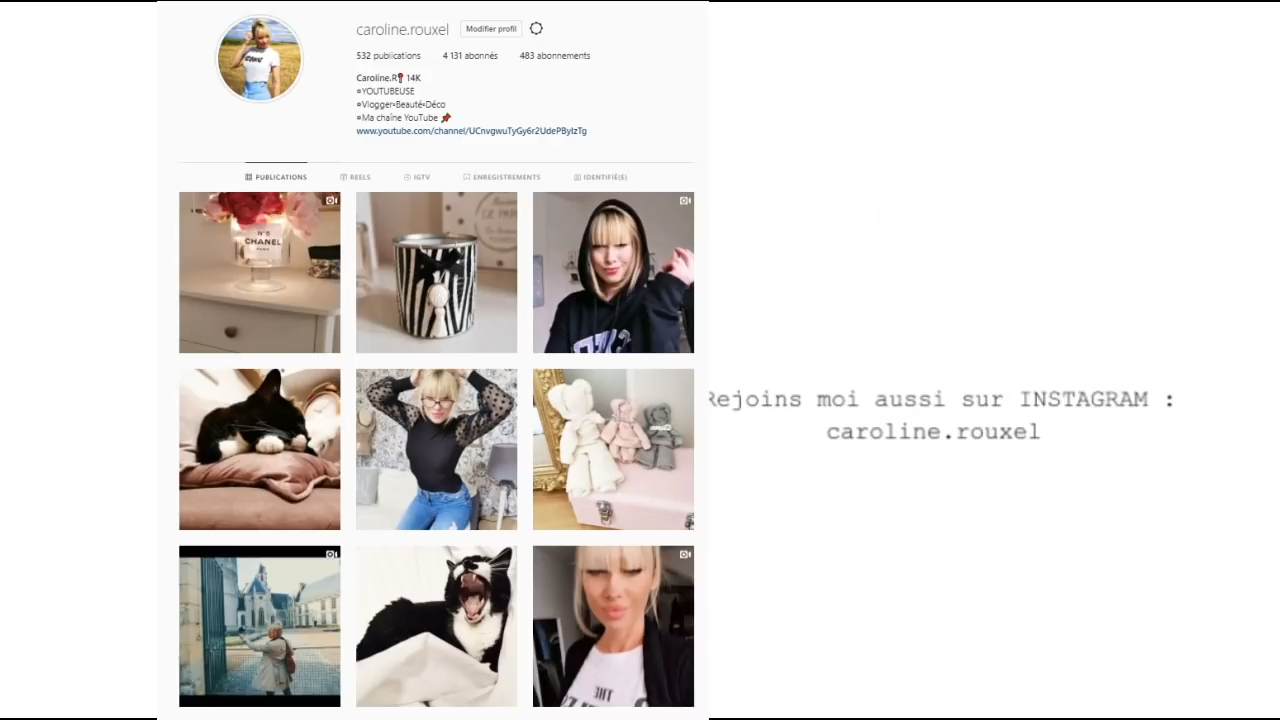 caroline.rouxel Modifier profil
532 publications 4 131 abonnés 483 abonnements
Caroline.R📍 14K
▫YOUTUBEUSE
▫Vlogger▫Beauté▫Déco
▫Ma chaîne YouTube 📌
www.youtube.com/channel/UCnvgwuTyGy6r2UdePByIzTg
PUBLICATIONS REELS IGTV ENREGISTREMENTS IDENTIFIÉ(E)
N°5
CHANEL
PARIS
Rejoins moi aussi sur INSTAGRAM :
caroline.rouxel
THE